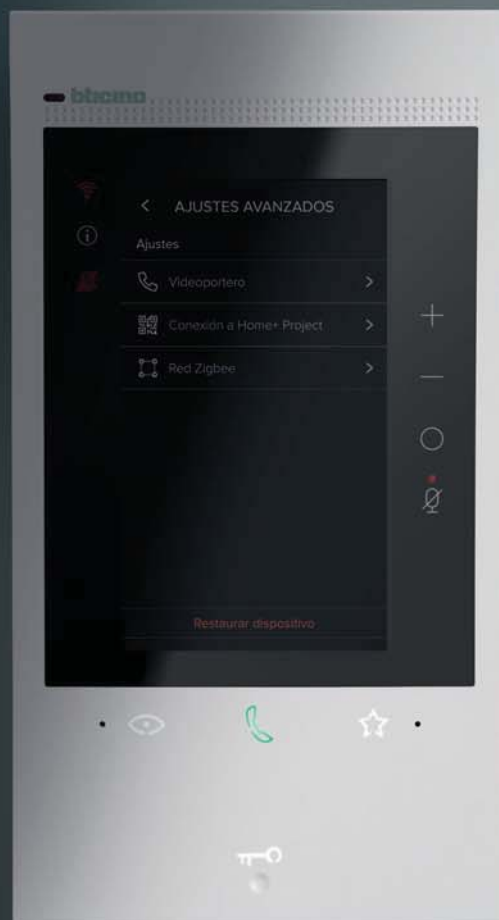 bticino
AJUSTES AVANZADOS
Ajustes
Videoportero
Conexión a Home+ Project
Red Zigbee
Restaurar dispositivo